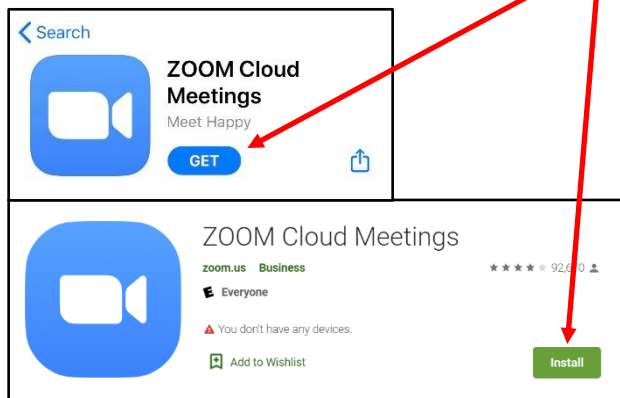 Search
ZOOM Cloud
Meetings
Meet Happy
GET
ZOOM Cloud Meetings
zoom.us Business
E Everyone
You don't have any devices.
Add to Wishlist
Install